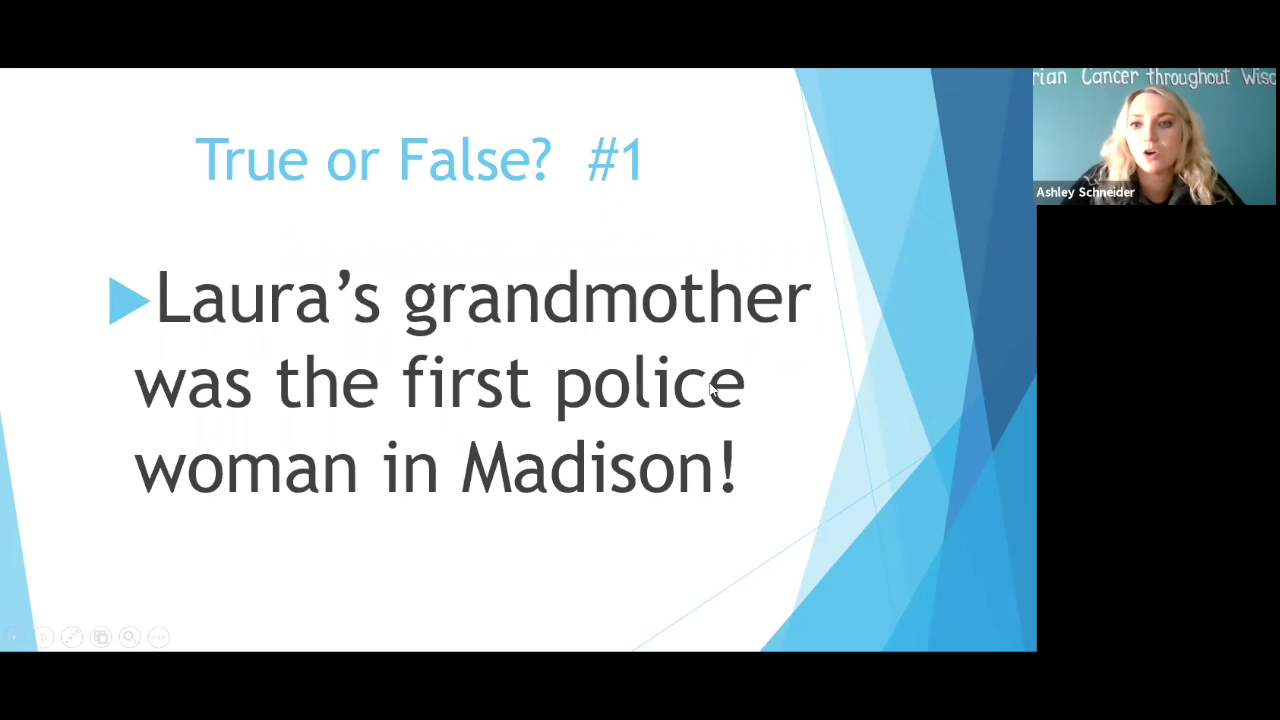 True or False? #1
Laura’s grandmother
was the first police
woman in Madison!
rian Cancer throughout Wisc
Ashley Schneider